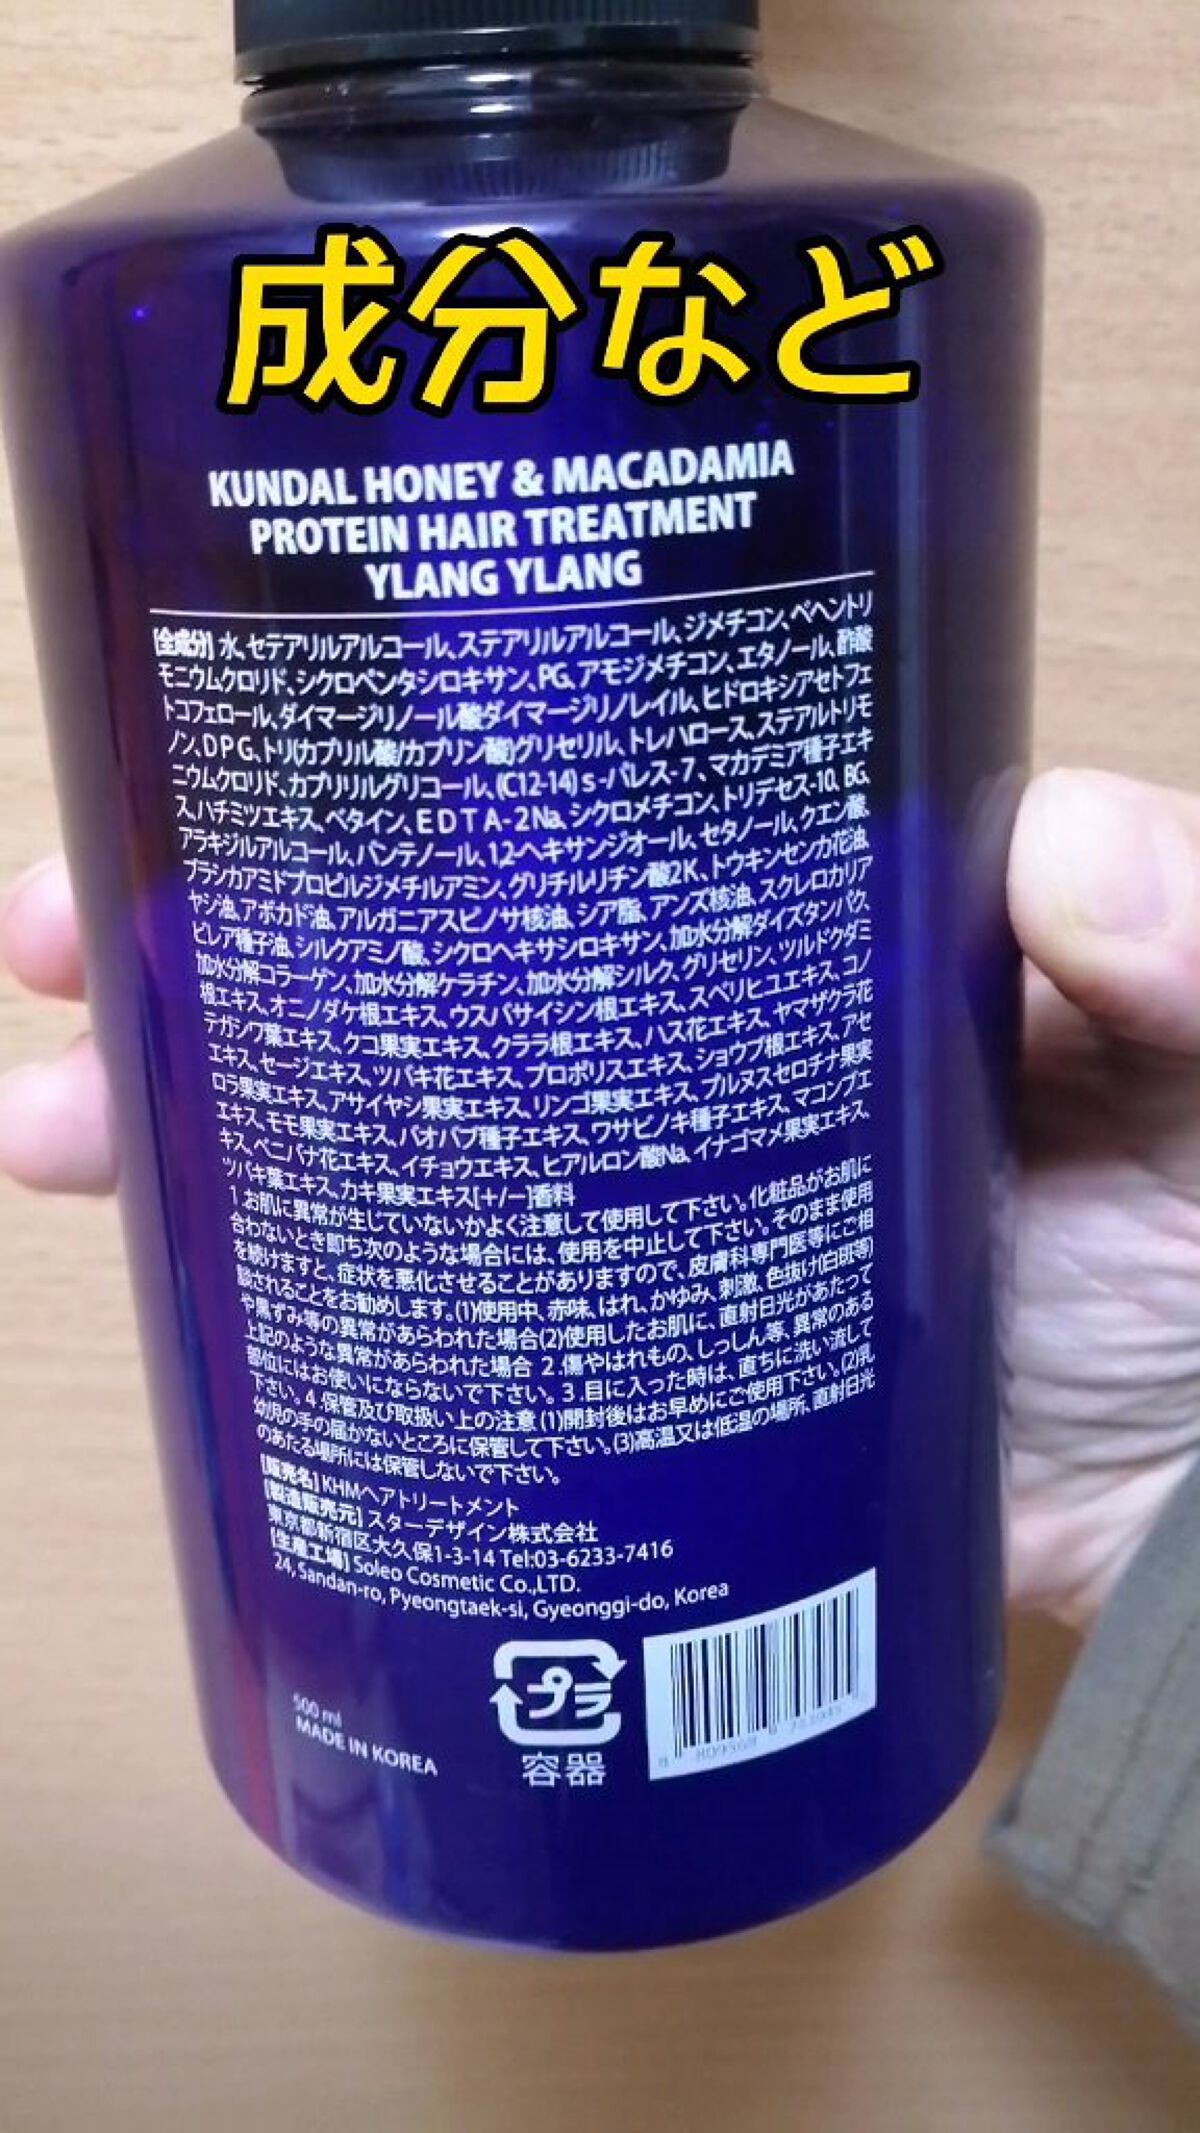 成分など
KUNDAL HONEY & MACADAMIA
PROTEIN HAIR TREATMENT
YLANG YLANG
[全成分] 水、セテアリルアルコール、ステアリルアルコール、ジメチコン、ベヘントリ
モニウムクロリド、シクロペンタシロキサン、PG、アモジメチコン、エタノール、酢酸
トコフェロール、ダイマージリノール酸ダイマージリノレイル、ヒドロキシアセトフェ
ノン、DPG、トリ(カプリル酸/カプリン酸)グリセリル、トレハロース、ステアルトリモ
ニウムクロリド、カプリリルグリコール、(C12-14)s-パレス-7、マカデミア種子エキ
ス、ハチミツエキス、ベタイン、EDTA-2Na、シクロメチコン、トリデセス-10、BG、
アラキジルアルコール、パンテノール、1,2-ヘキサンジオール、セタノール、クエン酸、
ブラシカアミドプロピルジメチルアミン、グリチルリチン酸2K、トウキンセンカ花油、
ヤシ油、アボカド油、アルガニアスピノサ核油、シア脂、アンズ核油、スクレロカリア
ビレア種子油、シルクアミノ酸、シクロヘキサシロキサン、加水分解ダイズタンパク、
加水分解コラーゲン、加水分解ケラチン、加水分解シルク、グリセリン、ツルドクダミ
根エキス、オニノダケ根エキス、ウスバサイシン根エキス、スベリヒユエキス、コノ
テガシワ葉エキス、クコ果実エキス、クララ根エキス、ハス花エキス、ヤマザクラ花
エキス、セージエキス、ツバキ花エキス、プロポリスエキス、ショウブ根エキス、アセ
ロラ果実エキス、アサイヤシ果実エキス、リンゴ果実エキス、プルヌスセロチナ果実
エキス、モモ果実エキス、バオバブ種子エキス、ワサビノキ種子エキス、マコンブエ
キス、ベニバナ花エキス、イチョウエキス、ヒアルロン酸Na、イナゴマメ果実エキス、
ツバキ葉エキス、カキ果実エキス[+/-]香料
1.お肌に異常が生じていないかよく注意して使用して下さい。化粧品がお肌に
合わないとき即ち次のような場合には、使用を中止して下さい。そのまま使用
を続けますと、症状を悪化させることがありますので、皮膚科専門医等にご相
談されることをお勧めします。(1)使用中、赤味、はれ、かゆみ、刺激、色抜け(白斑等)
や黒ずみ等の異常があらわれた場合(2)使用したお肌に、直射日光があたって
上記のような異常があらわれた場合 2.傷やはれもの、しっしん等、異常のある
部位にはお使いにならないで下さい。3.目に入った時は、直ちに洗い流して
下さい。4.保管及び取扱い上の注意(1)開封後はお早めにご使用下さい。(2)乳
幼児の手の届かないところに保管して下さい。(3)高温又は低温の場所、直射日光
のあたる場所には保管しないで下さい。
[販売名] KHMヘアトリートメント
[製造販売元] スターデザイン株式会社
東京都新宿区大久保1-3-14 Tel:03-6233-7416
[生産工場] Soleo Cosmetic Co.,LTD.
24, Sandan-ro, Pyeongtaek-si, Gyeonggi-do, Korea
500 ml
MADE IN KOREA
プラ
容器